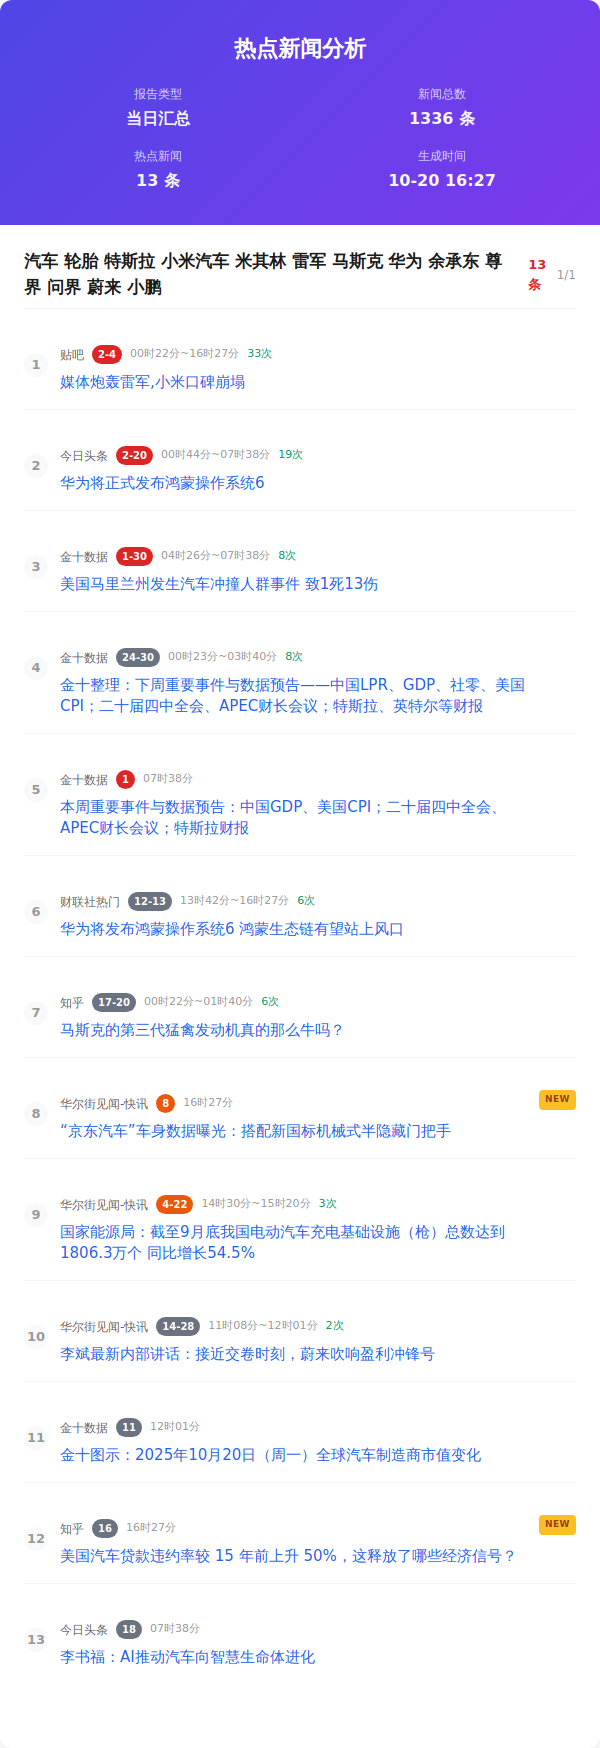 热点新闻分析
报告类型
新闻总数
当日汇总
1336 条
热点新闻
生成时间
13 条
10-20 16:27
汽车 轮胎 特斯拉 小米汽车 米其林 雷军 马斯克 华为 余承东 尊
界 问界 蔚来 小鹏
13
条
1/1
1
贴吧 2-4 00时22分~16时27分 33次
媒体炮轰雷军,小米口碑崩塌
2
今日头条 2-20 00时44分~07时38分 19次
华为将正式发布鸿蒙操作系统6
3
金十数据 1-30 04时26分~07时38分 8次
美国马里兰州发生汽车冲撞人群事件 致1死13伤
4
金十数据 24-30 00时23分~03时40分 8次
金十整理：下周重要事件与数据预告——中国LPR、GDP、社零、美国
CPI；二十届四中全会、APEC财长会议；特斯拉、英特尔等财报
5
金十数据 1 07时38分
本周重要事件与数据预告：中国GDP、美国CPI；二十届四中全会、
APEC财长会议；特斯拉财报
6
财联社热门 12-13 13时42分~16时27分 6次
华为将发布鸿蒙操作系统6 鸿蒙生态链有望站上风口
7
知乎 17-20 00时22分~01时40分 6次
马斯克的第三代猛禽发动机真的那么牛吗？
8
华尔街见闻-快讯 8 16时27分
NEW
“京东汽车”车身数据曝光：搭配新国标机械式半隐藏门把手
9
华尔街见闻-快讯 4-22 14时30分~15时20分 3次
国家能源局：截至9月底我国电动汽车充电基础设施（枪）总数达到
1806.3万个 同比增长54.5%
10
华尔街见闻-快讯 14-28 11时08分~12时01分 2次
李斌最新内部讲话：接近交卷时刻，蔚来吹响盈利冲锋号
11
金十数据 11 12时01分
金十图示：2025年10月20日（周一）全球汽车制造商市值变化
12
知乎 16 16时27分
NEW
美国汽车贷款违约率较 15 年前上升 50%，这释放了哪些经济信号？
13
今日头条 18 07时38分
李书福：AI推动汽车向智慧生命体进化